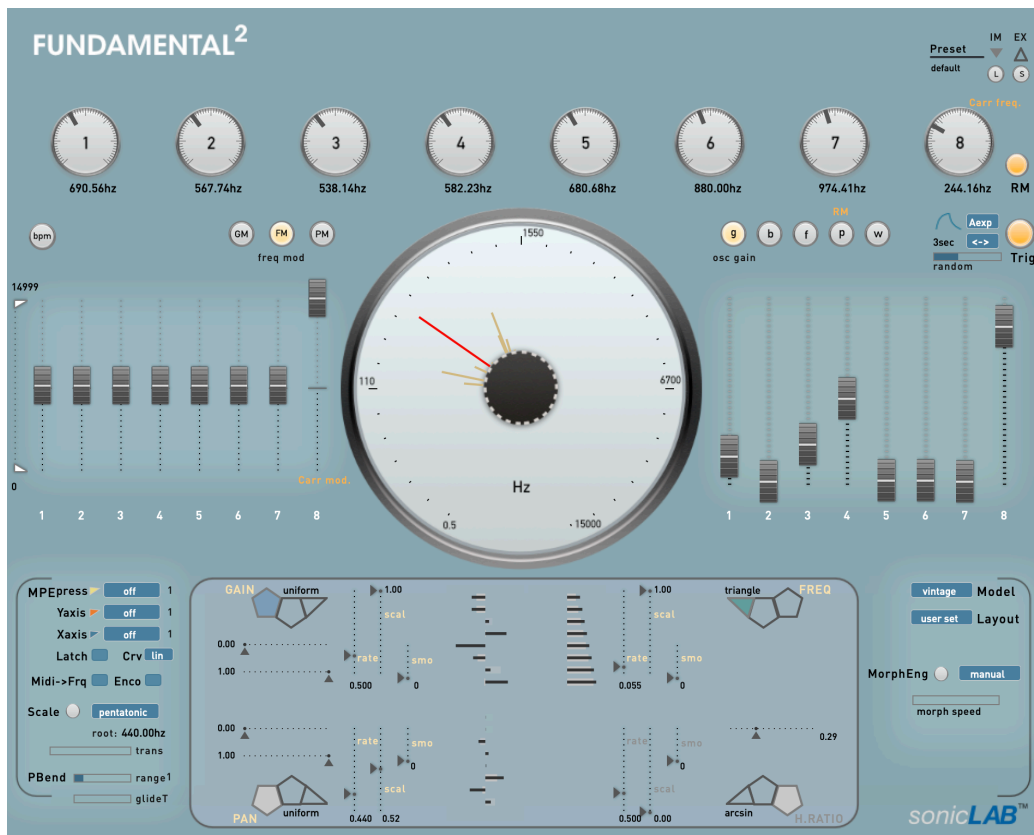 FUNDAMENTAL2
IM EX
Preset
default
L S
Carr freq.
1 2 3 4 5 6 7 8
690.56hz 567.74hz 538.14hz 582.23hz 680.68hz 880.00hz 974.41hz 244.16hz RM
bpm GM FM PM
freq mod
RM
g b f p w
osc gain
Aexp
3sec <->
random Trig
14999
0
Carr mod.
1 2 3 4 5 6 7 8
1550
110 6700
Hz
0.5 15000
1 2 3 4 5 6 7 8
MPEpress off 1
Yaxis off 1
Xaxis off 1
Latch Crv lin
Midi->Frq Enco
Scale pentatonic
root: 440.00hz
trans
PBend range1
glideT
GAIN uniform 1.00 1.00 triangle FREQ
scal scal
0.00
rate smo rate smo
1.00
0.500 0 0.055 0
0.00
rate smo rate smo 0.29
1.00
0 0
scal scal
PAN uniform 0.440 0.52 0.500 0.00 arcsin H.RATIO
vintage Model
user set Layout
MorphEng manual
morph speed
sonicLAB™